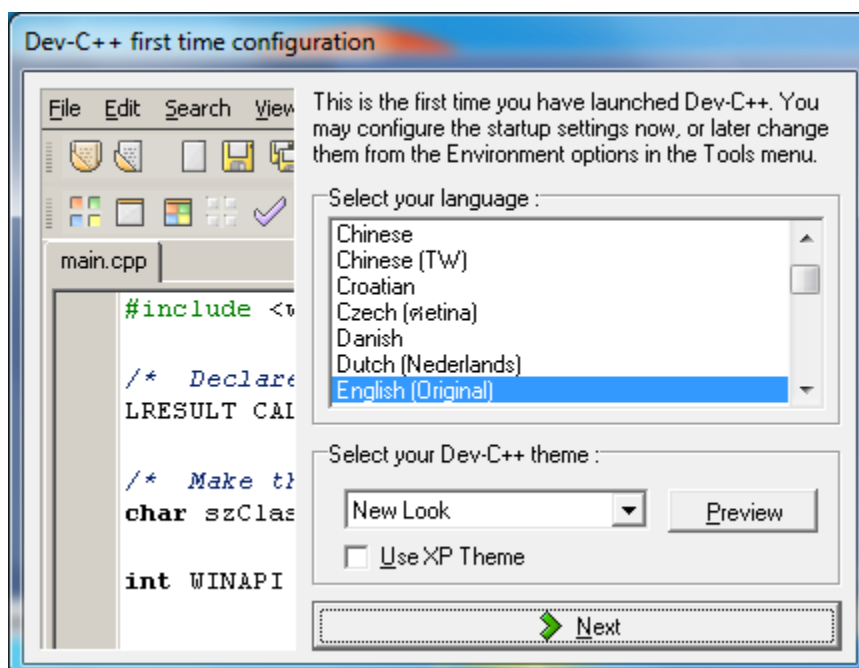 Dev-C++ first time configuration
File Edit Search View
main.cpp
#include <w
/* Declare
LRESULT CAL
/* Make th
char szClas
int WINAPI
This is the first time you have launched Dev-C++. You
may configure the startup settings now, or later change
them from the Environment options in the Tools menu.
Select your language :
Chinese
Chinese (TW)
Croatian
Czech (ศietina)
Danish
Dutch (Nederlands)
English (Original)
Select your Dev-C++ theme :
New Look
Preview
Use XP Theme
Next